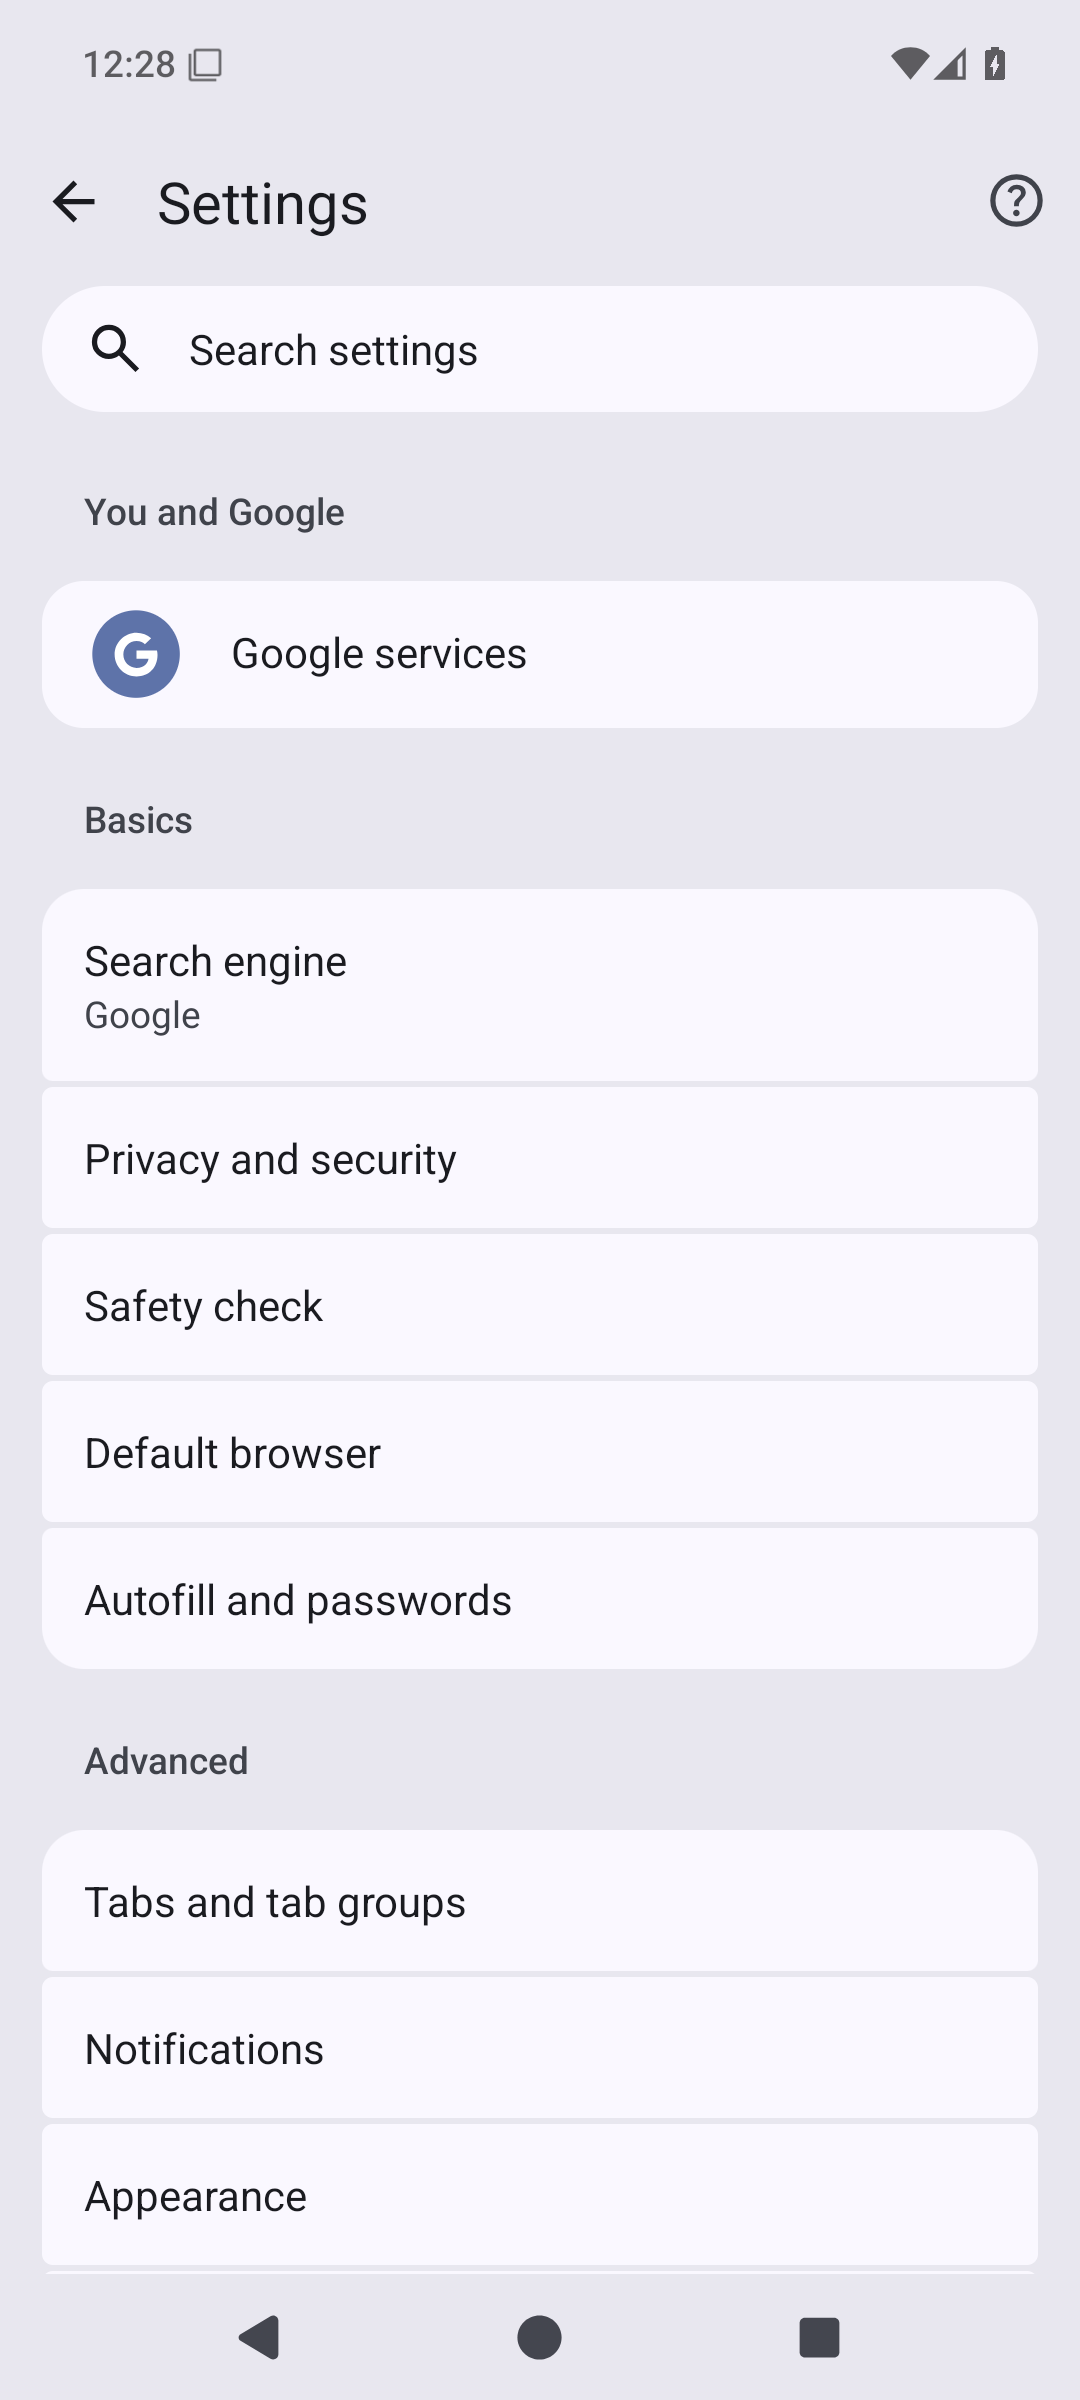 12:28
Settings
Search settings
You and Google
Google services
Basics
Search engine
Google
Privacy and security
Safety check
Default browser
Autofill and passwords
Advanced
Tabs and tab groups
Notifications
Appearance